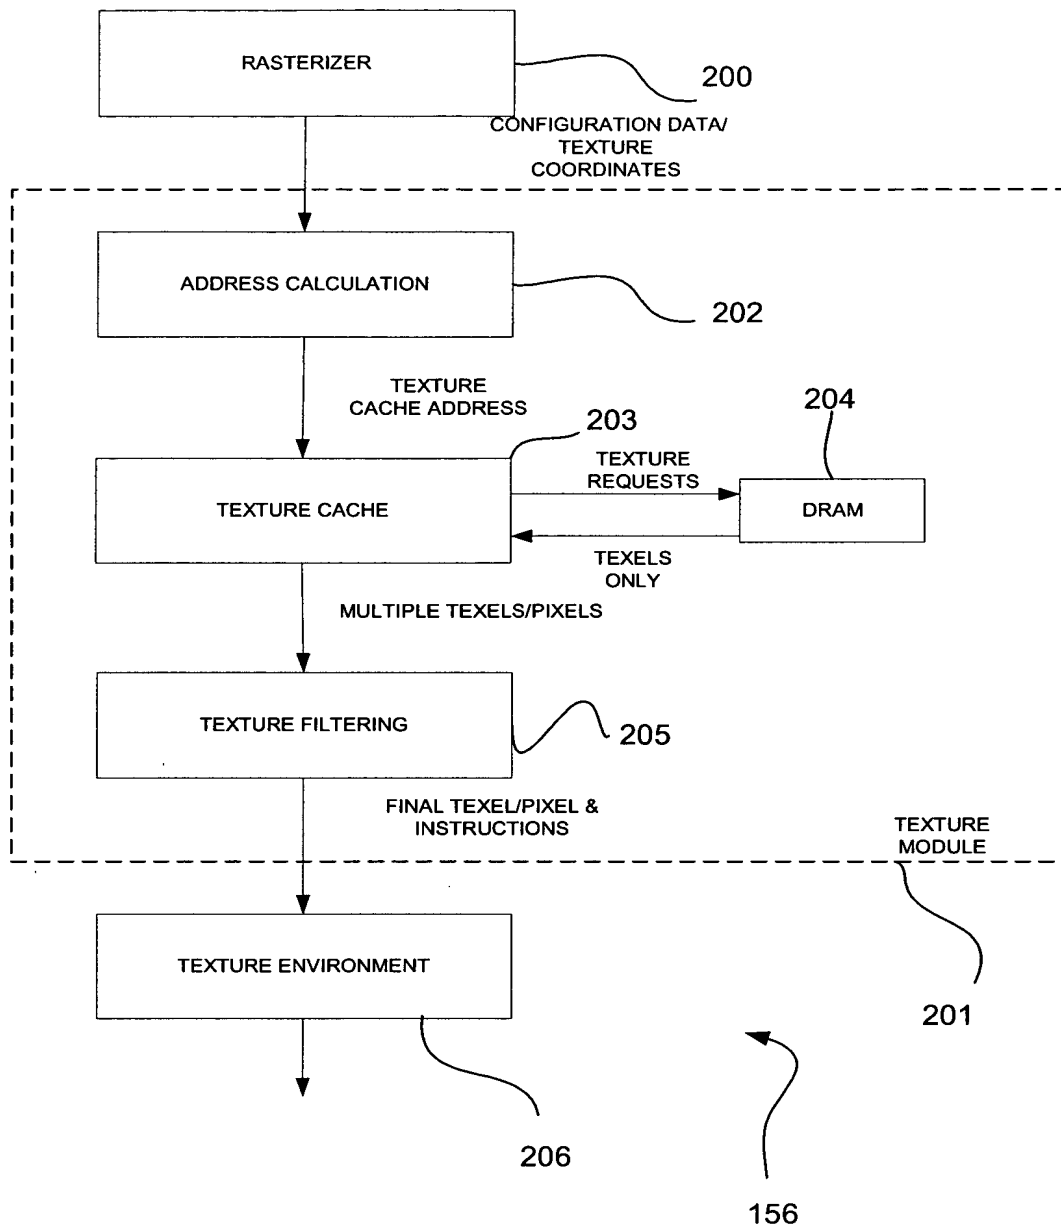 RASTERIZER
200
CONFIGURATION DATA/
TEXTURE
COORDINATES
ADDRESS CALCULATION
202
TEXTURE
CACHE ADDRESS
203
204
TEXTURE
REQUESTS
TEXTURE CACHE
DRAM
TEXELS
ONLY
MULTIPLE TEXELS/PIXELS
TEXTURE FILTERING
205
FINAL TEXEL/PIXEL &
INSTRUCTIONS
TEXTURE
MODULE
TEXTURE ENVIRONMENT
201
206
156